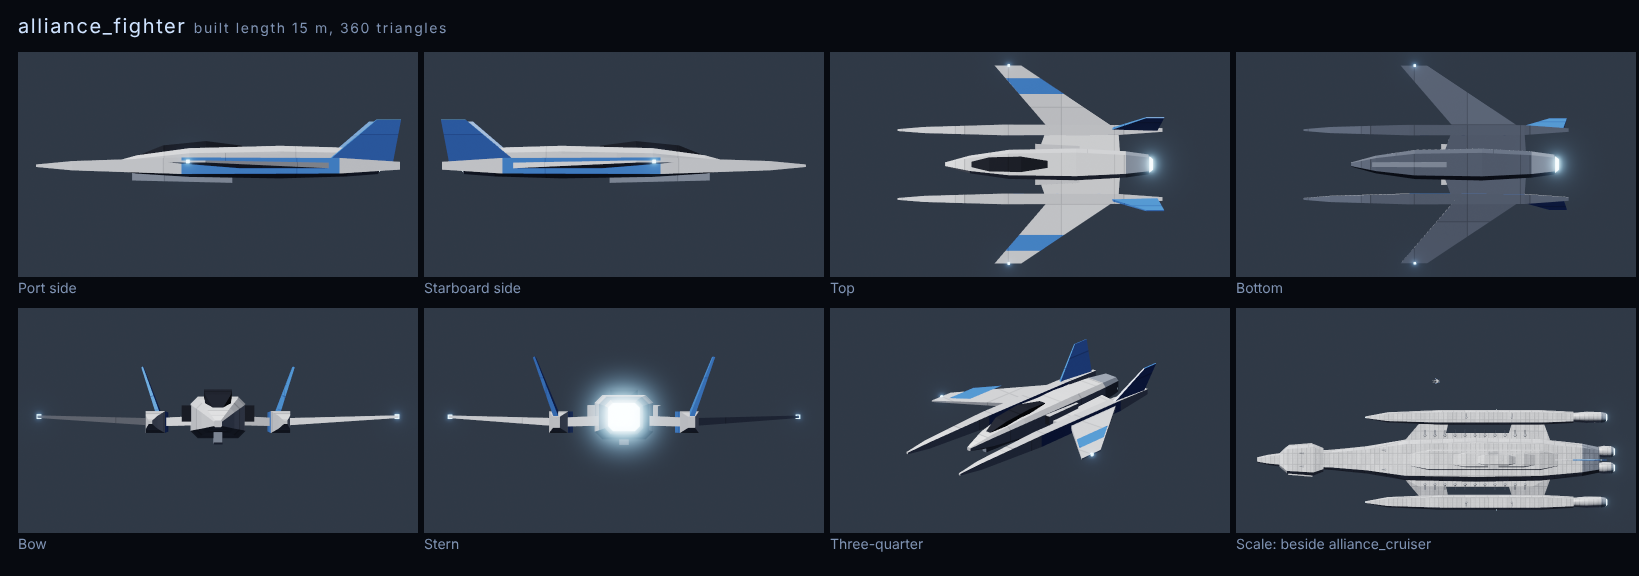 alliance_fighter built length 15 m, 360 triangles
Port side
Starboard side
Top
Bottom
Bow
Stern
Three-quarter
Scale: beside alliance_cruiser